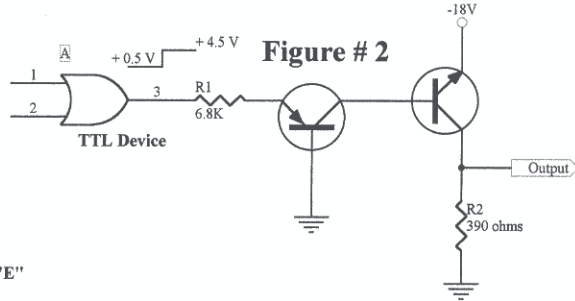 -18V
+ 4.5 V
A
+ 0.5 V
Figure # 2
1
3
R1
2
6.8K
TTL Device
Output
R2
390 ohms
'E"